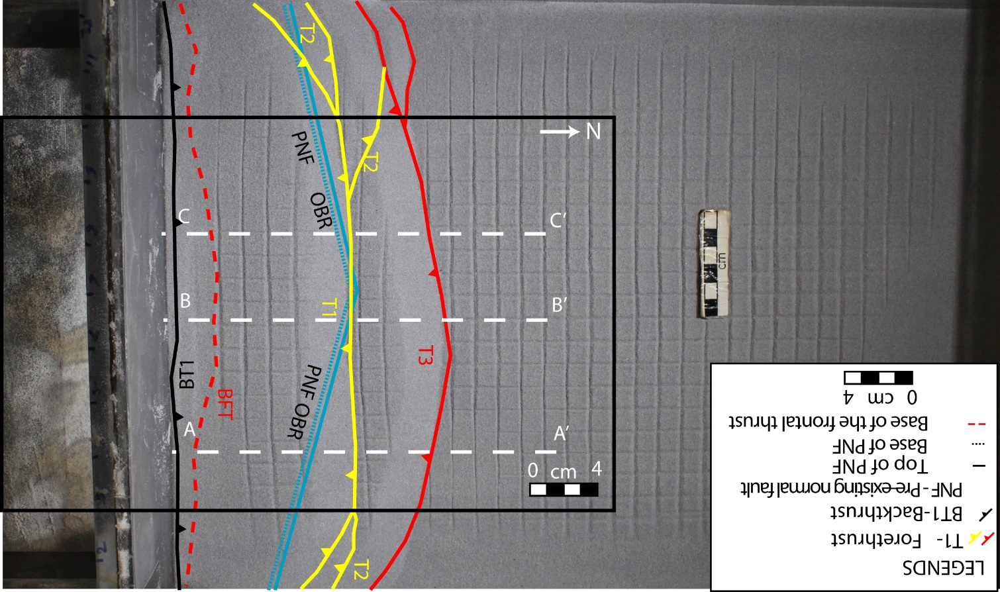 T2
N
PNF
T2
OBR
C
C′
cm
B
B′
T1
T3
BT1
BFT
PNF OBR
A
A′
0 cm 4
T2
LEGENDS
T1- Forethrust
BT1-Backthrust
PNF-Pre-existing normal fault
Top of PNF
Base of PNF
Base of the frontal thrust
0 cm 4